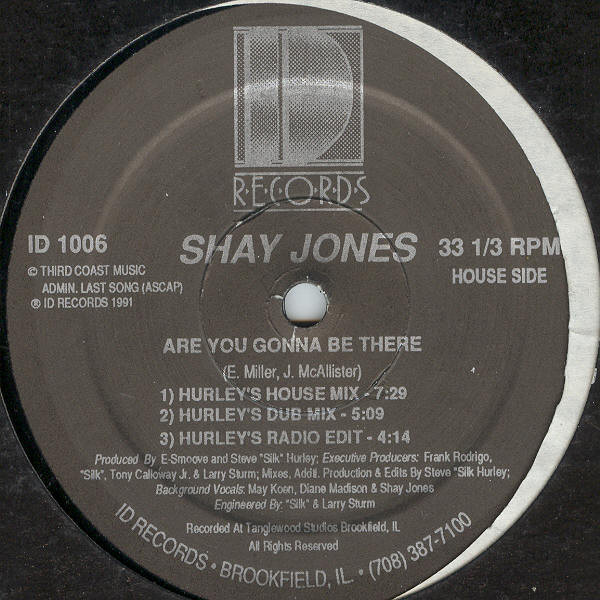 ID
R·E·C·O·R·D·S
ID 1006
SHAY JONES
33 1/3 RPM
© THIRD COAST MUSIC
ADMIN. LAST SONG (ASCAP)
℗ ID RECORDS 1991
HOUSE SIDE
ARE YOU GONNA BE THERE
(E. Miller, J. McAllister)
1) HURLEY'S HOUSE MIX - 7:29
2) HURLEY'S DUB MIX - 5:09
3) HURLEY'S RADIO EDIT - 4:14
Produced By E-Smoove and Steve "Silk" Hurley; Executive Producers: Frank Rodrigo,
"Silk", Tony Calloway Jr. & Larry Sturm; Mixes, Additl. Production & Edits By Steve "Silk" Hurley;
Background Vocals: May Koen, Diane Madison & Shay Jones
Engineered By: "Silk" & Larry Sturm
Recorded At Tanglewood Studios Brookfield, IL
All Rights Reserved
ID RECORDS • BROOKFIELD, IL • (708) 387-7100